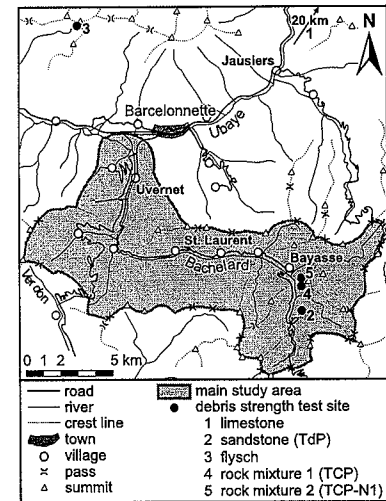 20 km
1
N
3
Jausiers
Barcelonnette
Ubaye
Uvernet
St. Laurent
Bachelard
Bayasse
5
4
2
Verdon
0 1 2 5 km
road
river
crest line
town
village
pass
summit
main study area
debris strength test site
1 limestone
2 sandstone (TdP)
3 flysch
4 rock mixture 1 (TCP)
5 rock mixture 2 (TCP-N1)